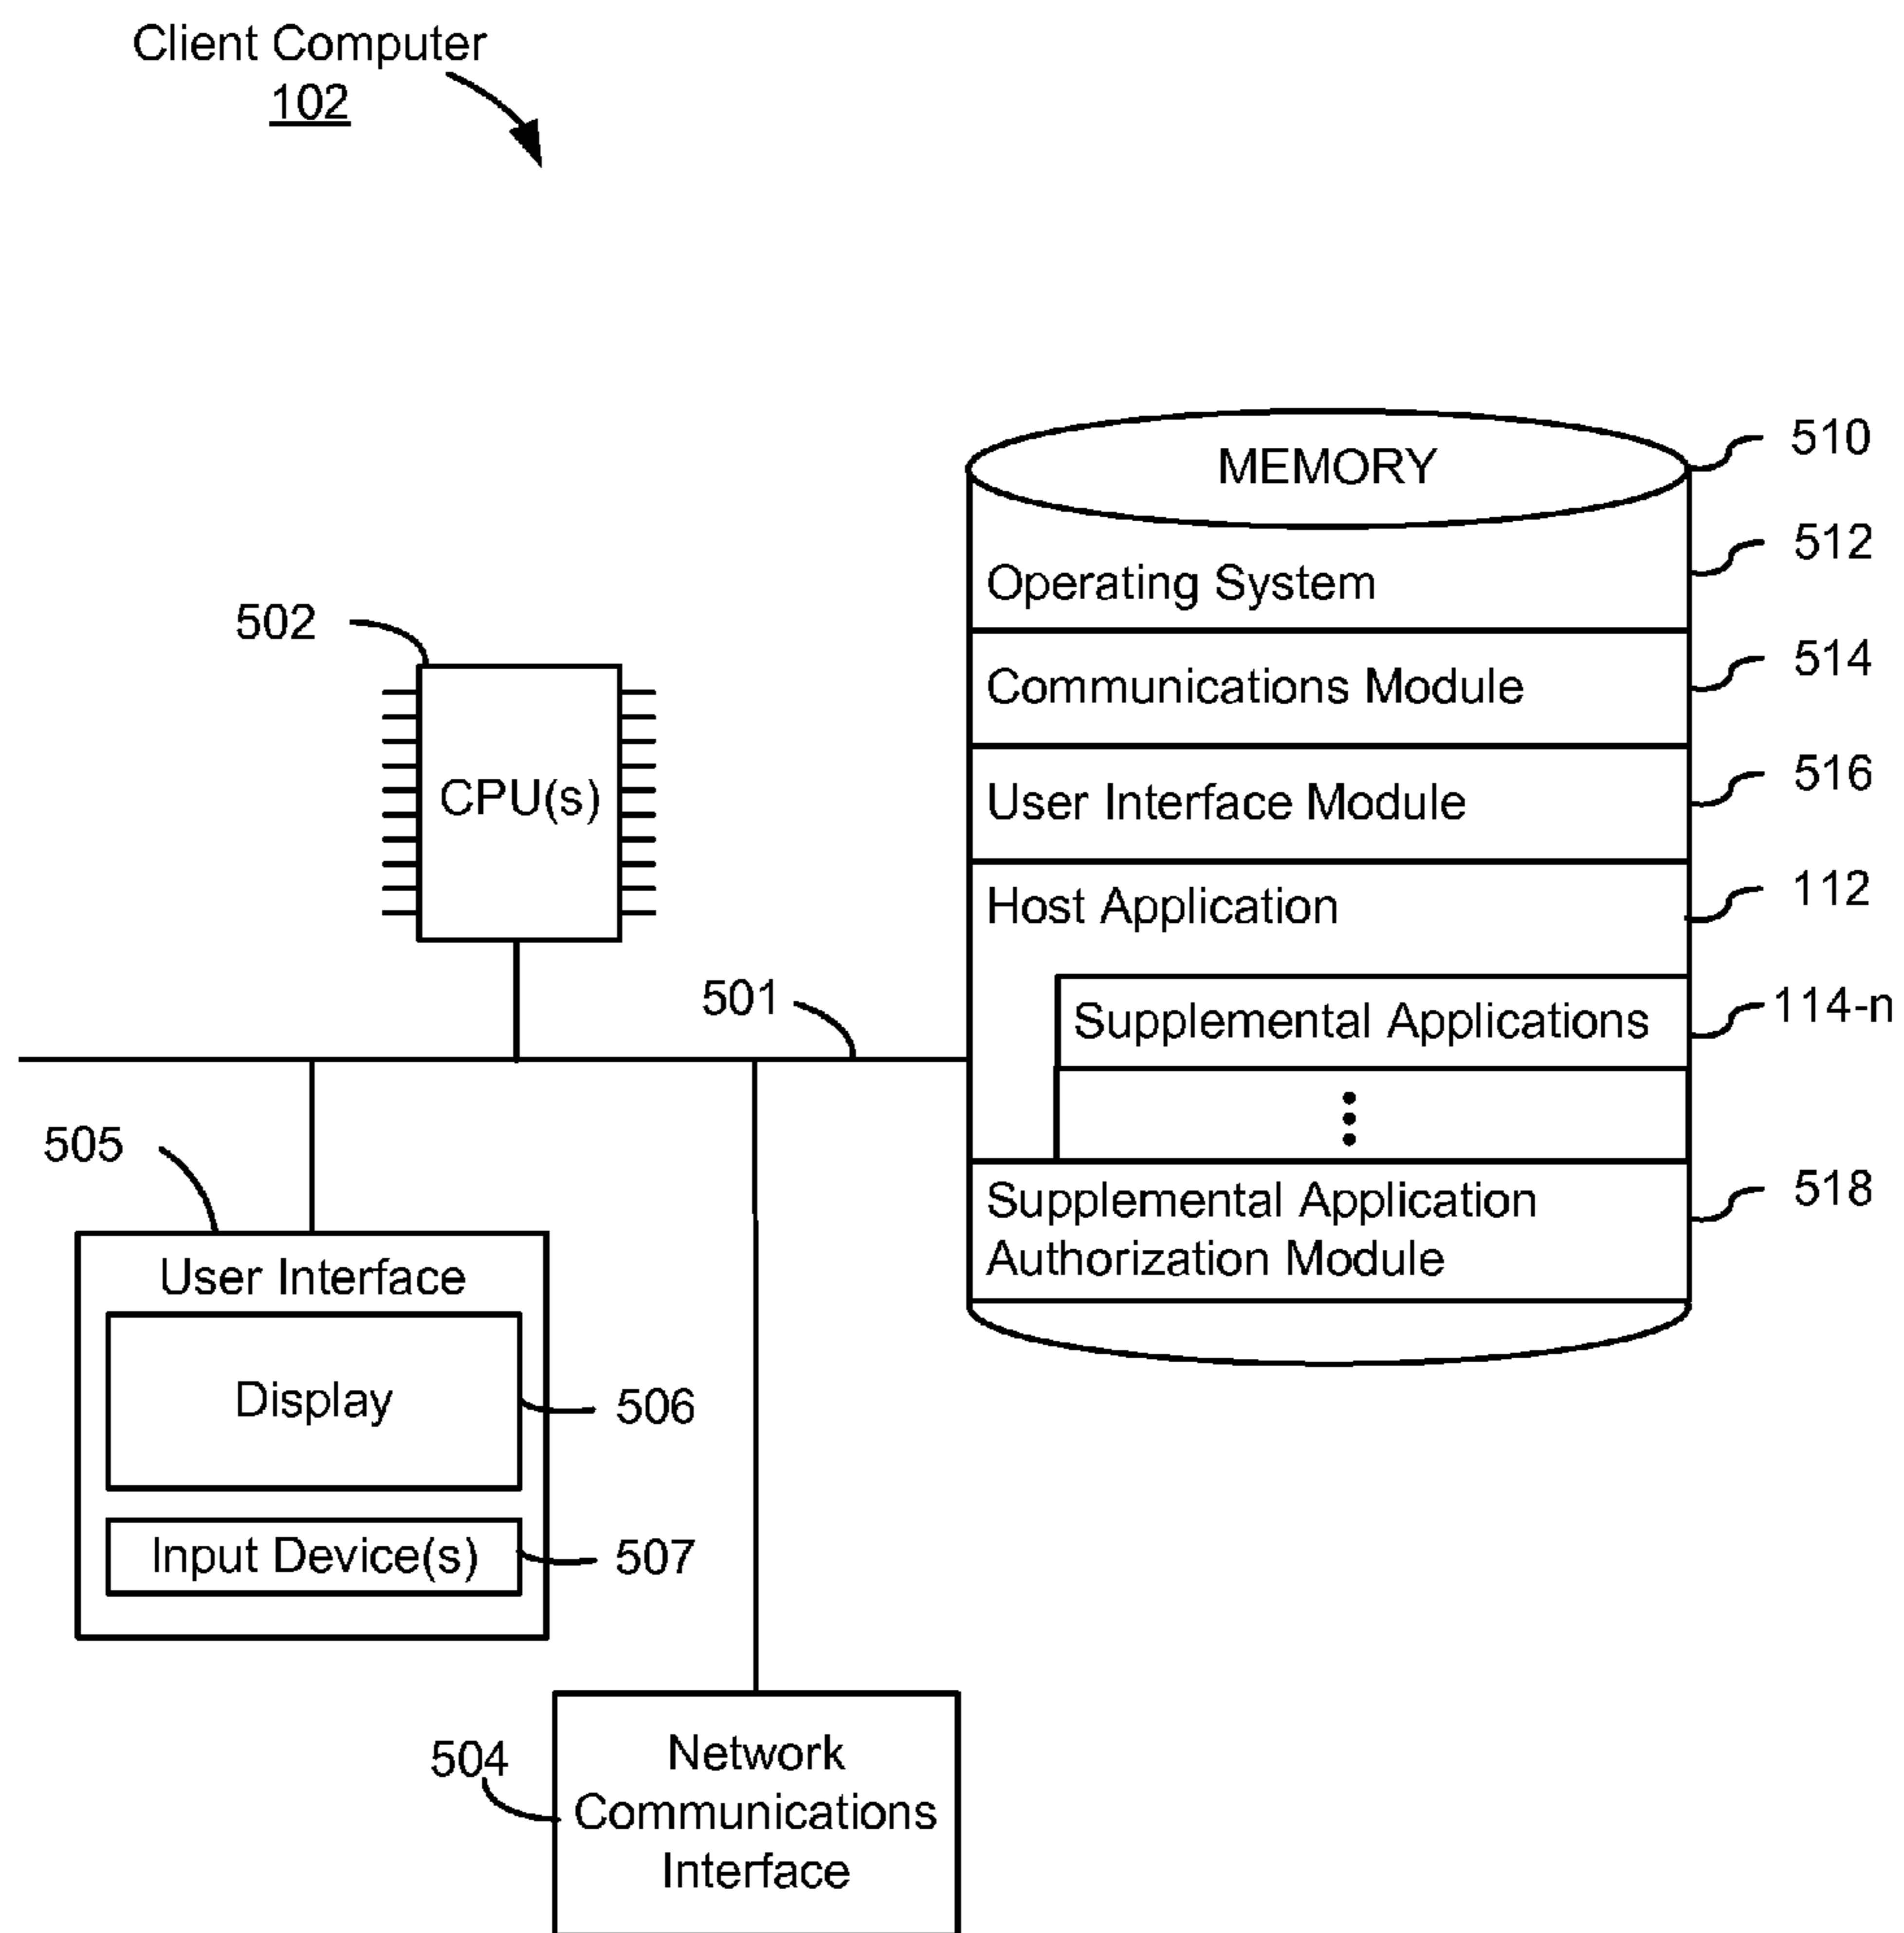 Client Computer
102
MEMORY
510
Operating System
512
Communications Module
514
User Interface Module
516
Host Application
112
Supplemental Applications
114-n
Supplemental Application
Authorization Module
518
502
CPU(s)
501
505
User Interface
Display
506
Input Device(s)
507
504
Network
Communications
Interface